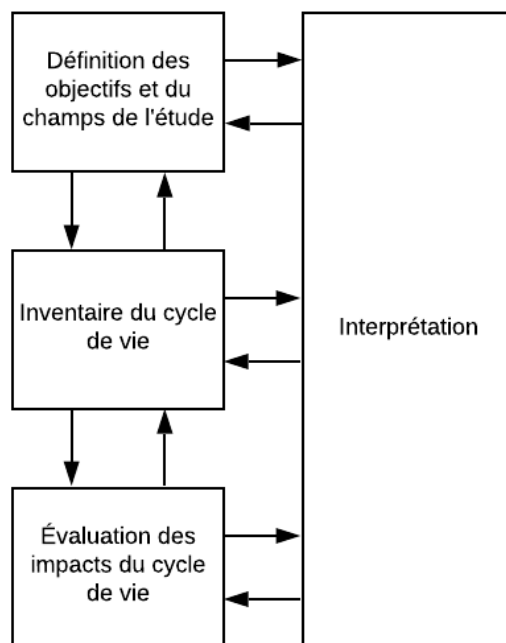 Définition des
objectifs et du
champs de l'étude
Inventaire du cycle
de vie
Interprétation
Évaluation des
impacts du cycle
de vie